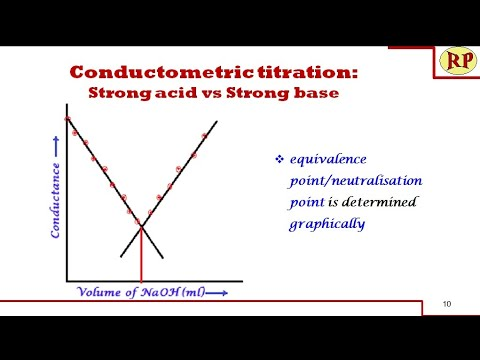 RP
Conductometric titration:
Strong acid vs Strong base
Conductance
❖ equivalence
point/neutralisation
point is determined
graphically
Volume of NaOH (ml)
10